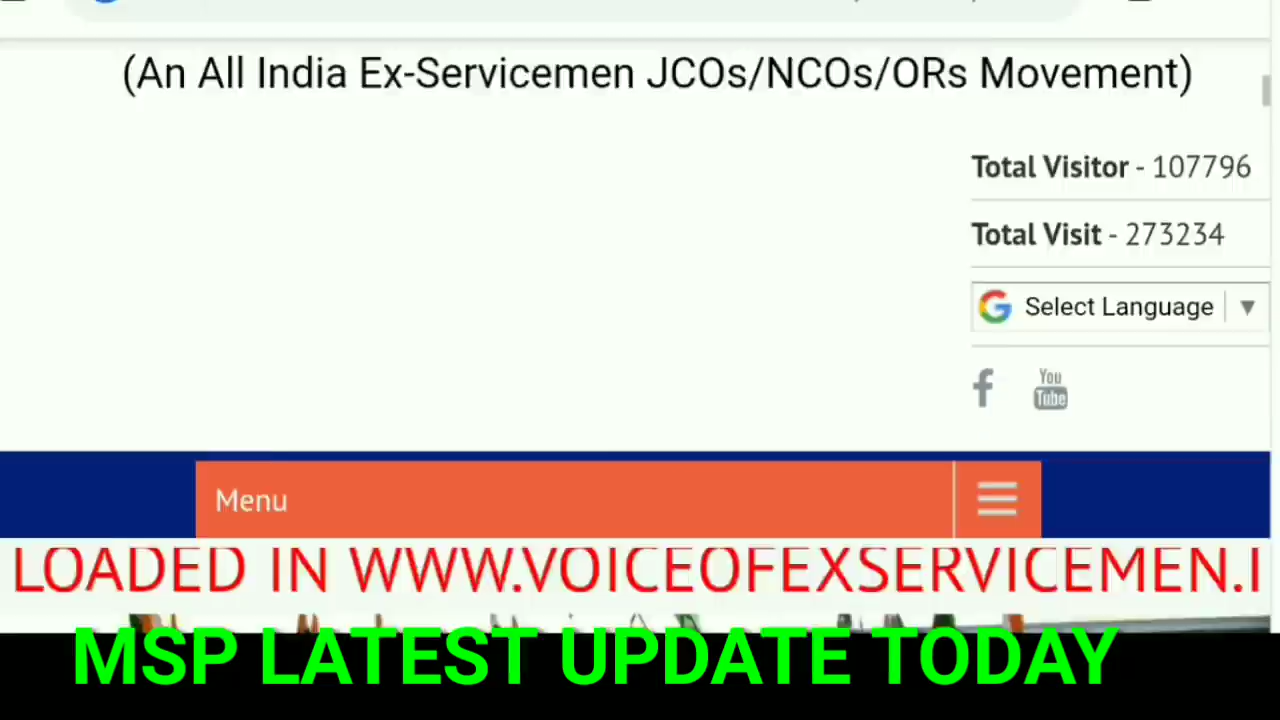 (An All India Ex-Servicemen JCOs/NCOs/ORs Movement)
Total Visitor - 107796
Total Visit - 273234
Select Language ▼
You
Tube
Menu
LOADED IN WWW.VOICEOFEXSERVICEMEN.I
MSP LATEST UPDATE TODAY